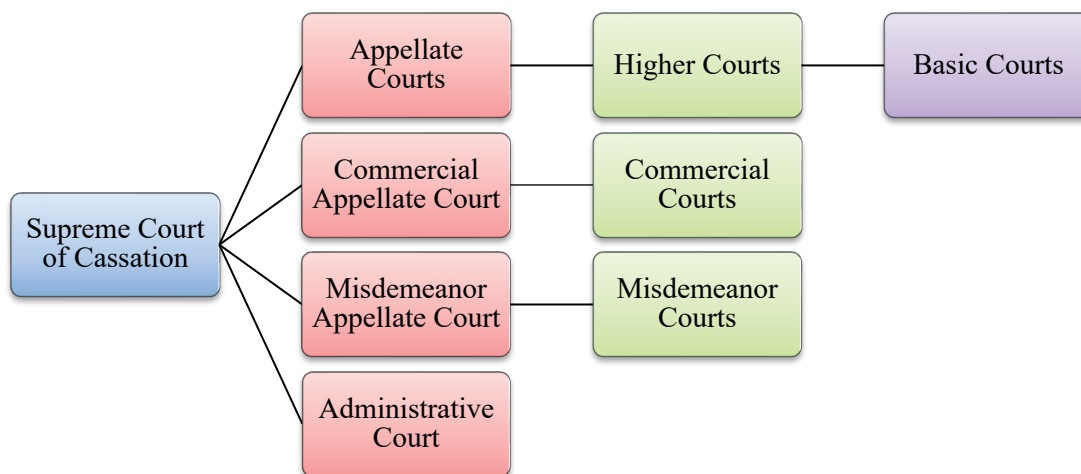 Appellate
Courts
Higher Courts
Basic Courts
Commercial
Appellate Court
Commercial
Courts
Supreme Court
of Cassation
Misdemeanor
Appellate Court
Misdemeanor
Courts
Administrative
Court